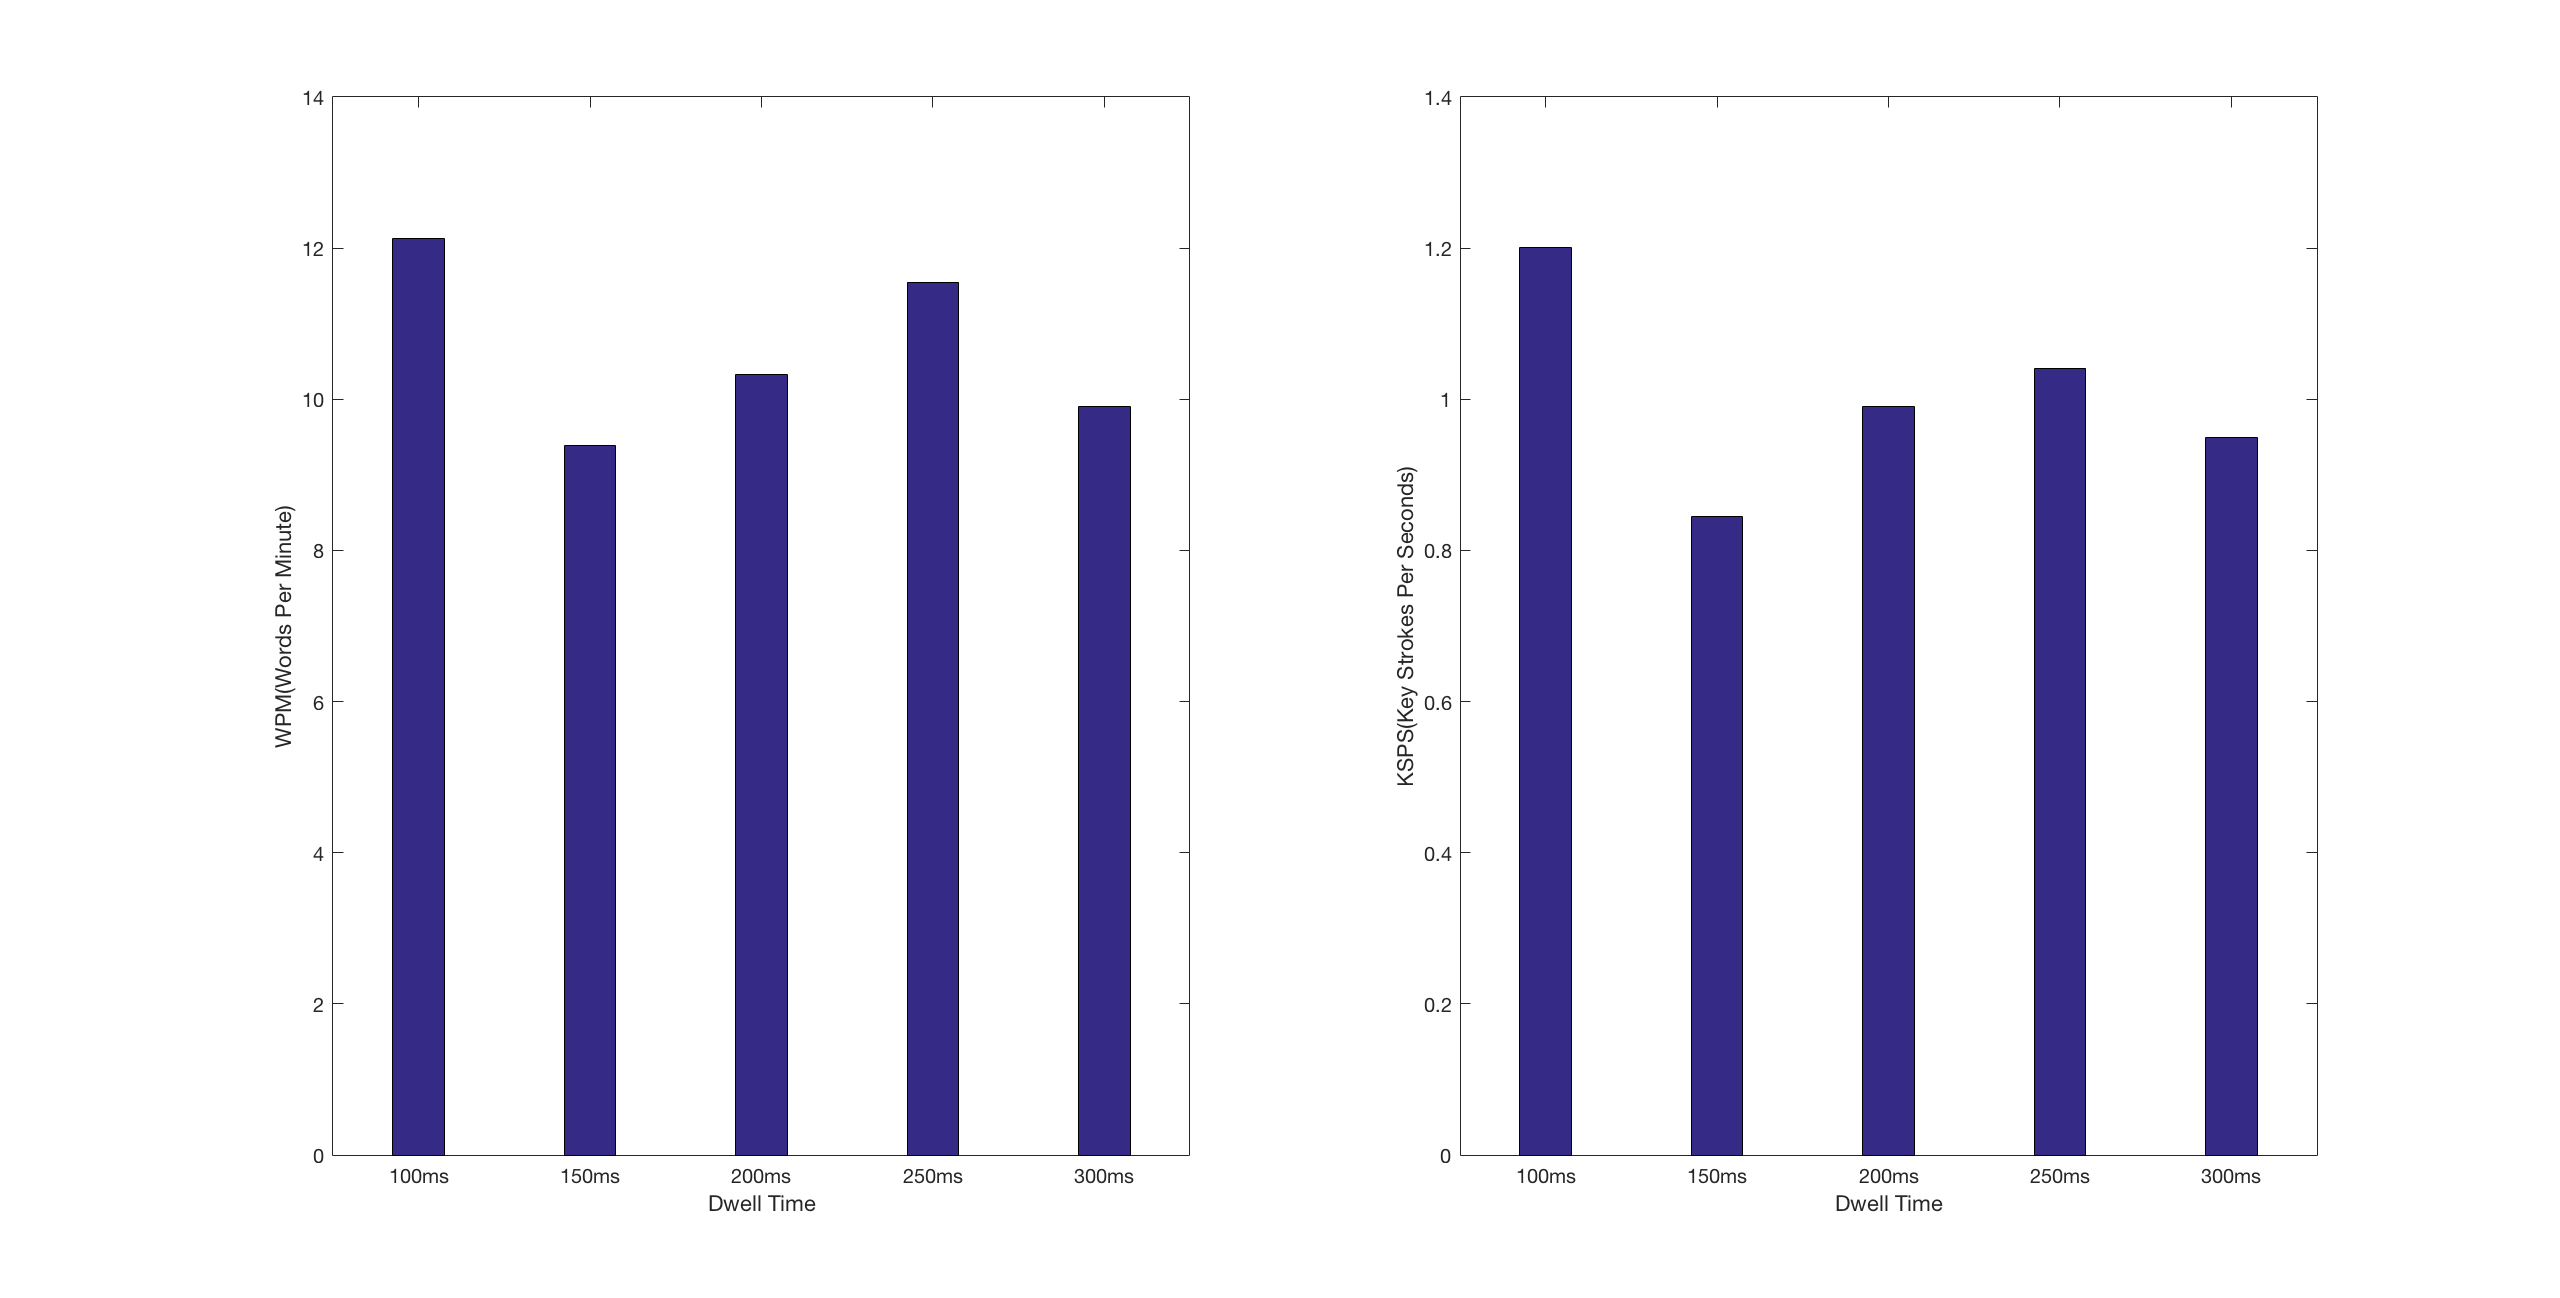 WPM(Words Per Minute)
14
12
10
8
6
4
2
0
100ms 150ms 200ms 250ms 300ms
Dwell Time
KSPS(Key Strokes Per Seconds)
1.4
1.2
1
0.8
0.6
0.4
0.2
0
100ms 150ms 200ms 250ms 300ms
Dwell Time